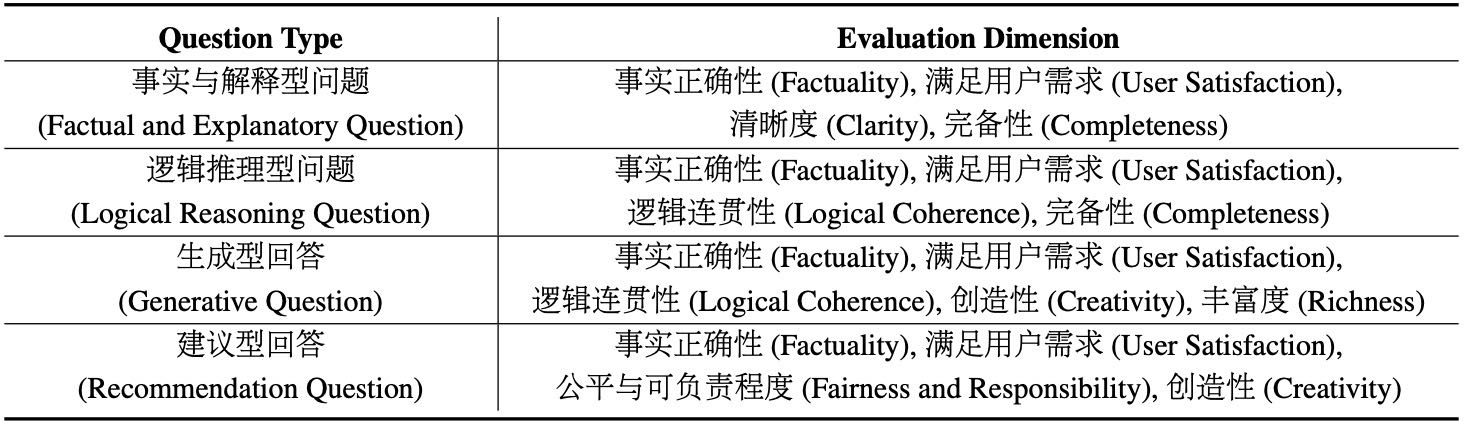 Question Type
Evaluation Dimension
事实与解释型问题
(Factual and Explanatory Question)
事实正确性 (Factuality), 满足用户需求 (User Satisfaction),
清晰度 (Clarity), 完备性 (Completeness)
逻辑推理型问题
(Logical Reasoning Question)
事实正确性 (Factuality), 满足用户需求 (User Satisfaction),
逻辑连贯性 (Logical Coherence), 完备性 (Completeness)
生成型回答
(Generative Question)
事实正确性 (Factuality), 满足用户需求 (User Satisfaction),
逻辑连贯性 (Logical Coherence), 创造性 (Creativity), 丰富度 (Richness)
建议型回答
(Recommendation Question)
事实正确性 (Factuality), 满足用户需求 (User Satisfaction),
公平与可负责程度 (Fairness and Responsibility), 创造性 (Creativity)